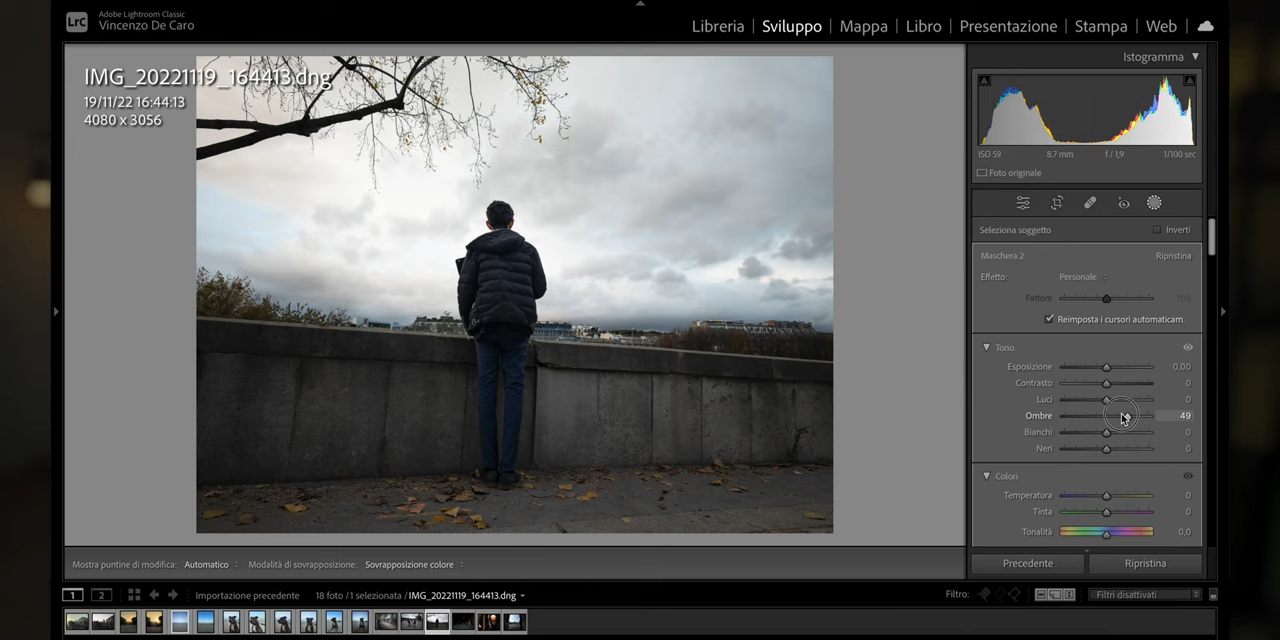 LrC
Adobe Lightroom Classic
Vincenzo De Caro
Libreria | Sviluppo | Mappa | Libro | Presentazione | Stampa | Web
Istogramma
IMG_20221119_164413.dng
19/11/22 16:44:13
4080 x 3056
ISO 59 8,7 mm f / 1,9 1/100 sec
Foto originale
Seleziona soggetto Inverti
Maschera 2 Ripristina
Effetto: Personale
Fattore 100
Reimposta i cursori automaticam.
Tono
Esposizione 0,00
Contrasto 0
Luci 0
Ombre 49
Bianchi 0
Neri 0
Colori
Temperatura 0
Tinta 0
Tonalità 0,0
Mostra puntine di modifica: Automatico Modalità di sovrapposizione: Sovrapposizione colore
Precedente Ripristina
1 2 Importazione precedente 18 foto / 1 selezionata / IMG_20221119_164413.dng Filtro: Filtri disattivati